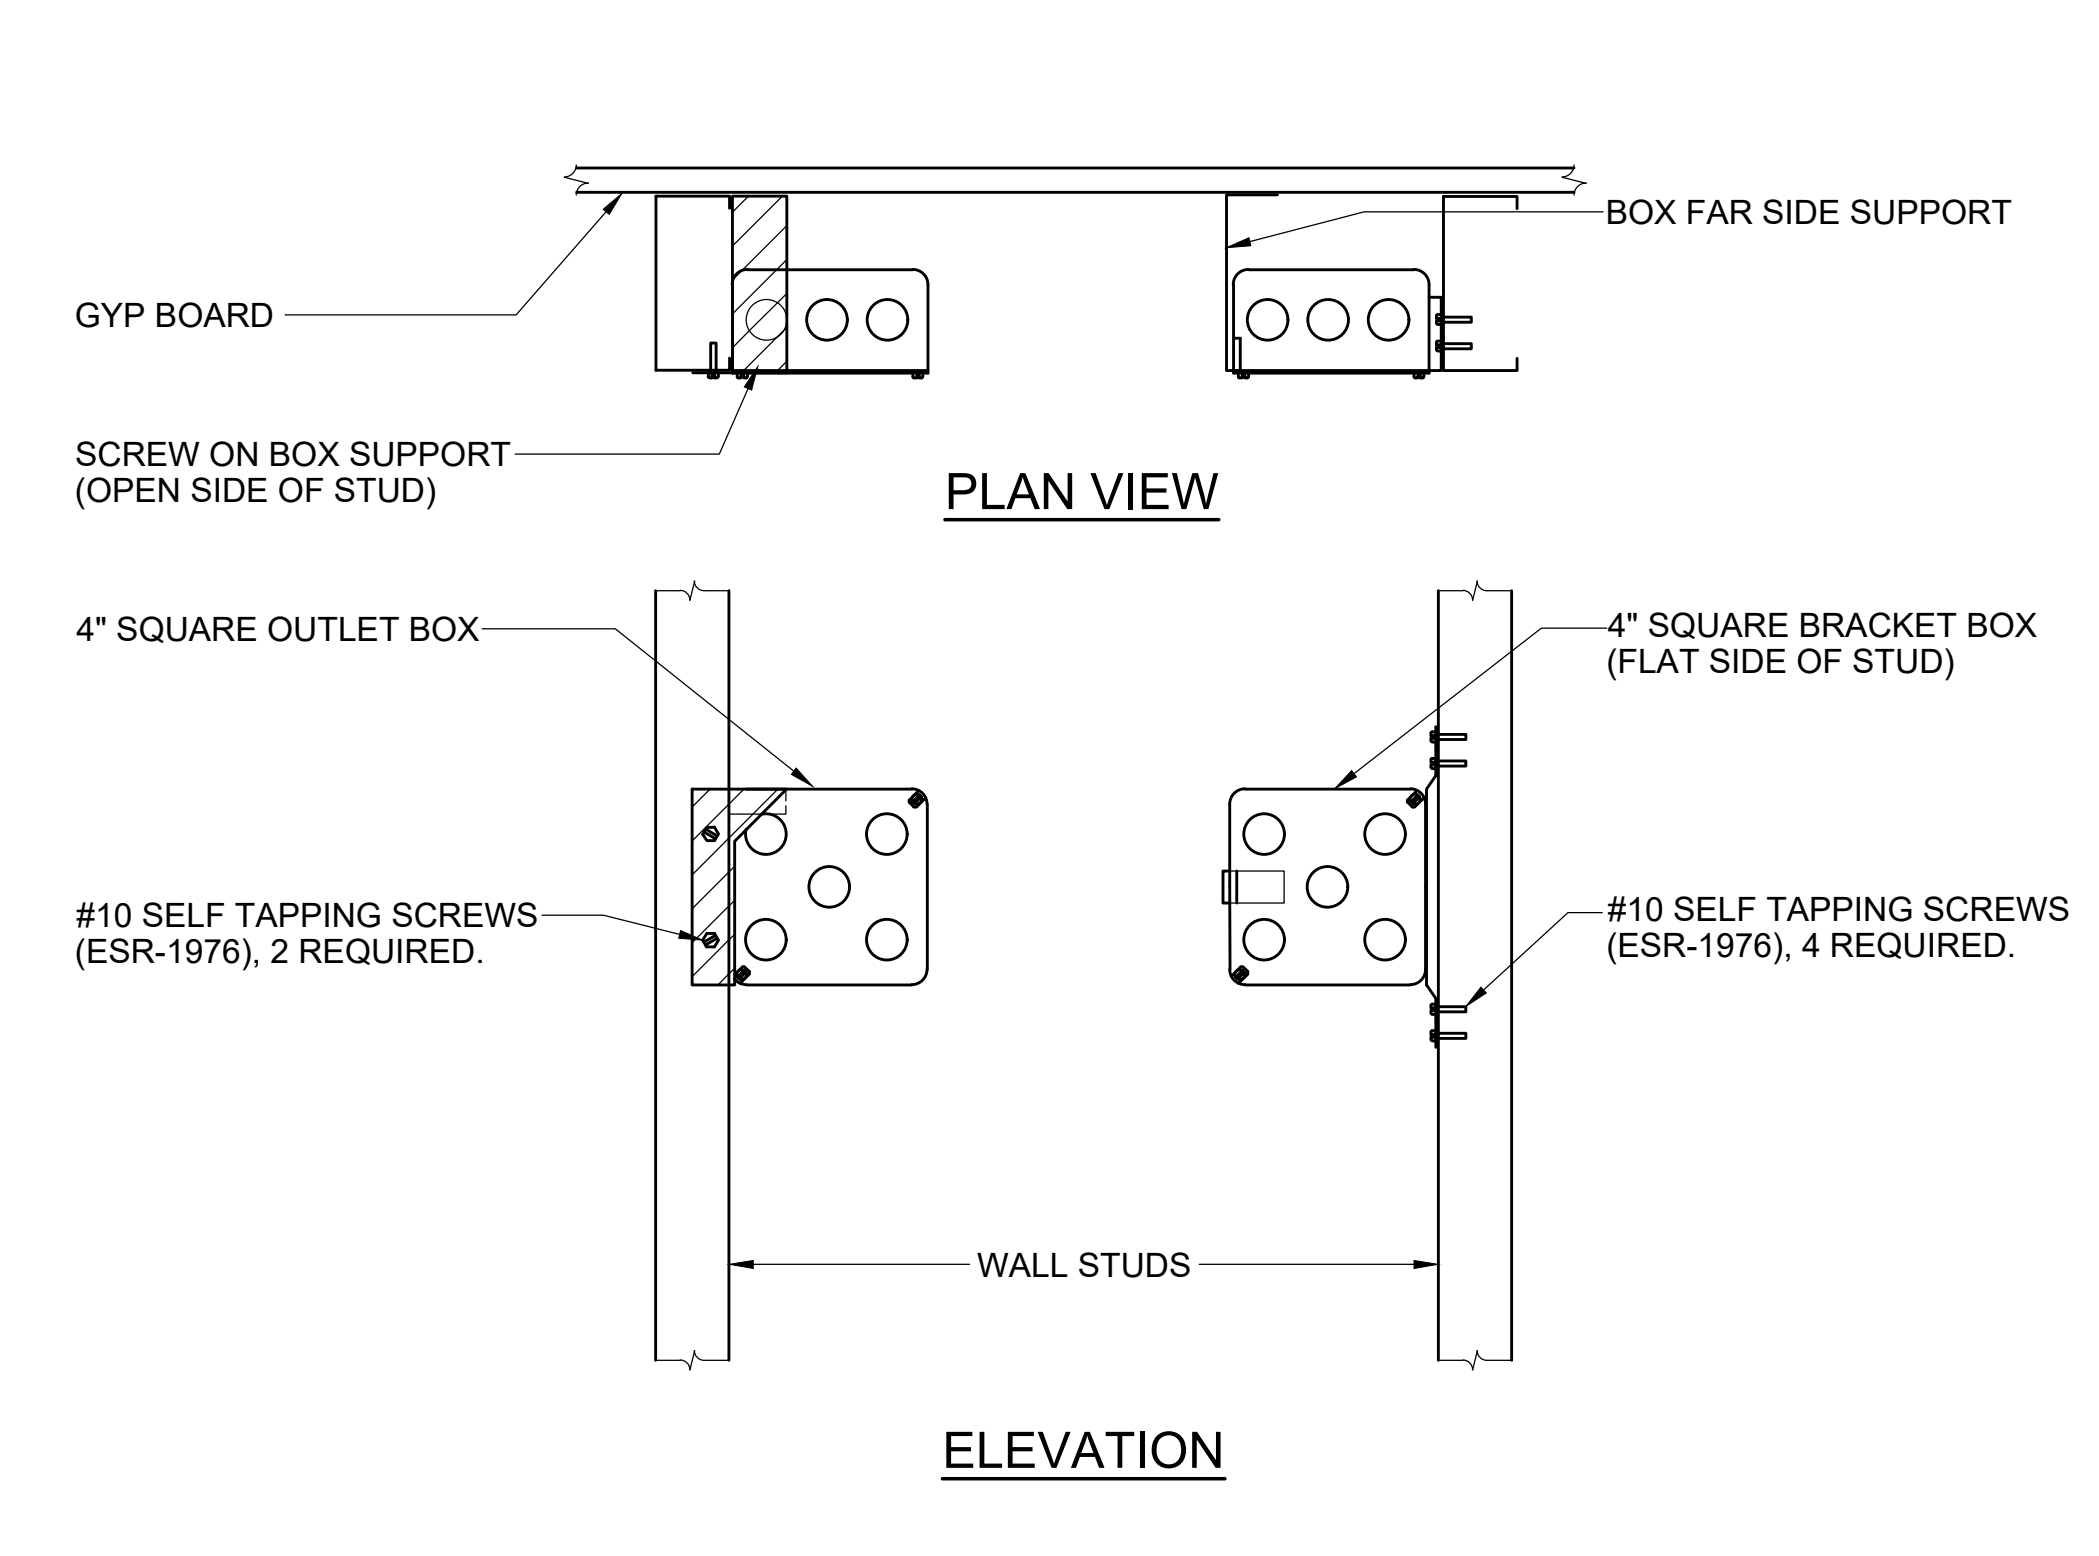 BOX FAR SIDE SUPPORT
GYP BOARD
SCREW ON BOX SUPPORT
(OPEN SIDE OF STUD)
PLAN VIEW
4" SQUARE OUTLET BOX
4" SQUARE BRACKET BOX
(FLAT SIDE OF STUD)
#10 SELF TAPPING SCREWS
(ESR-1976), 2 REQUIRED.
#10 SELF TAPPING SCREWS
(ESR-1976), 4 REQUIRED.
WALL STUDS
ELEVATION